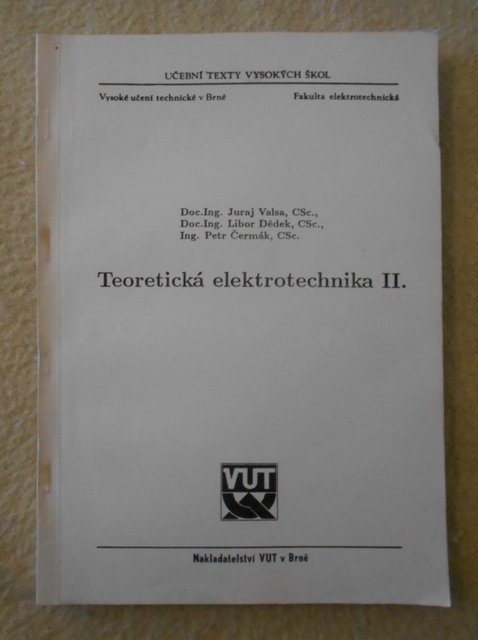 UČEBNÍ TEXTY VYSOKÝCH ŠKOL
Vysoké učení technické v Brně Fakulta elektrotechnická
Doc.Ing. Juraj Valsa, CSc.,
Doc.Ing. Libor Dědek, CSc.,
Ing. Petr Čermák, CSc.
Teoretická elektrotechnika II.
VUT
Nakladatelství VUT v Brně